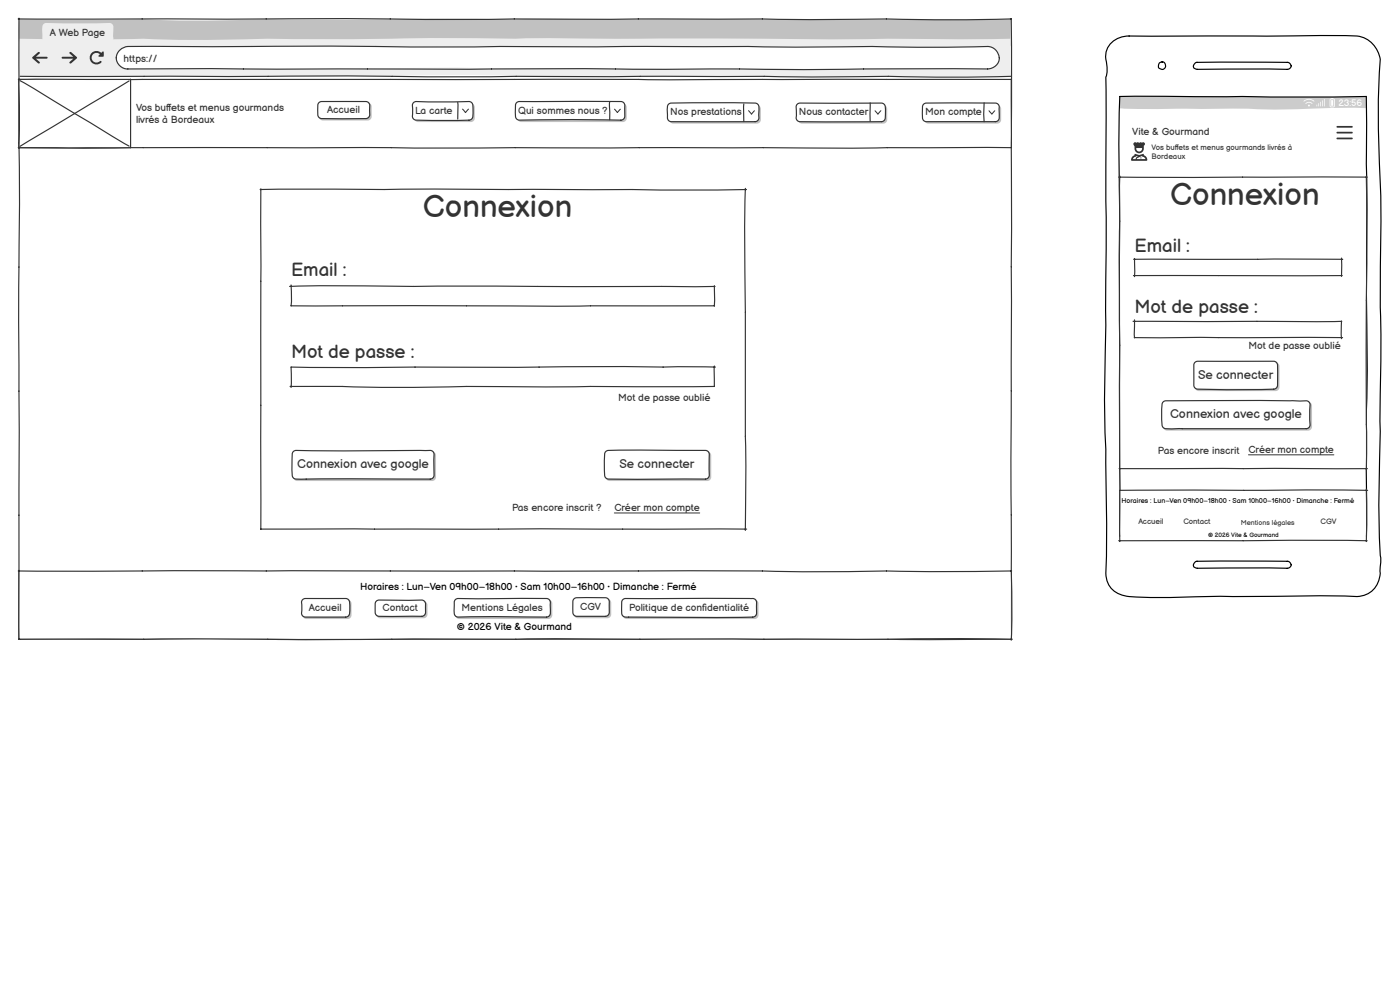 A Web Page
https://
Vos buffets et menus gourmands
livrés à Bordeaux
Accueil
La carte
Qui sommes nous ?
Nos prestations
Nous contacter
Mon compte
Connexion
Email :
Mot de passe :
Mot de passe oublié
Connexion avec google
Se connecter
Pas encore inscrit ?
Créer mon compte
Horaires : Lun–Ven 09h00–18h00 · Sam 10h00–16h00 · Dimanche : Fermé
Accueil
Contact
Mentions Légales
CGV
Politique de confidentialité
© 2026 Vite & Gourmand
23:56
Vite & Gourmand
Vos buffets et menus gourmands livrés à
Bordeaux
Connexion
Email :
Mot de passe :
Mot de passe oublié
Se connecter
Connexion avec google
Pas encore inscrit
Créer mon compte
Horaires : Lun–Ven 09h00–18h00 · Sam 10h00–16h00 · Dimanche : Fermé
Accueil
Contact
Mentions légales
CGV
© 2026 Vite & Gourmand